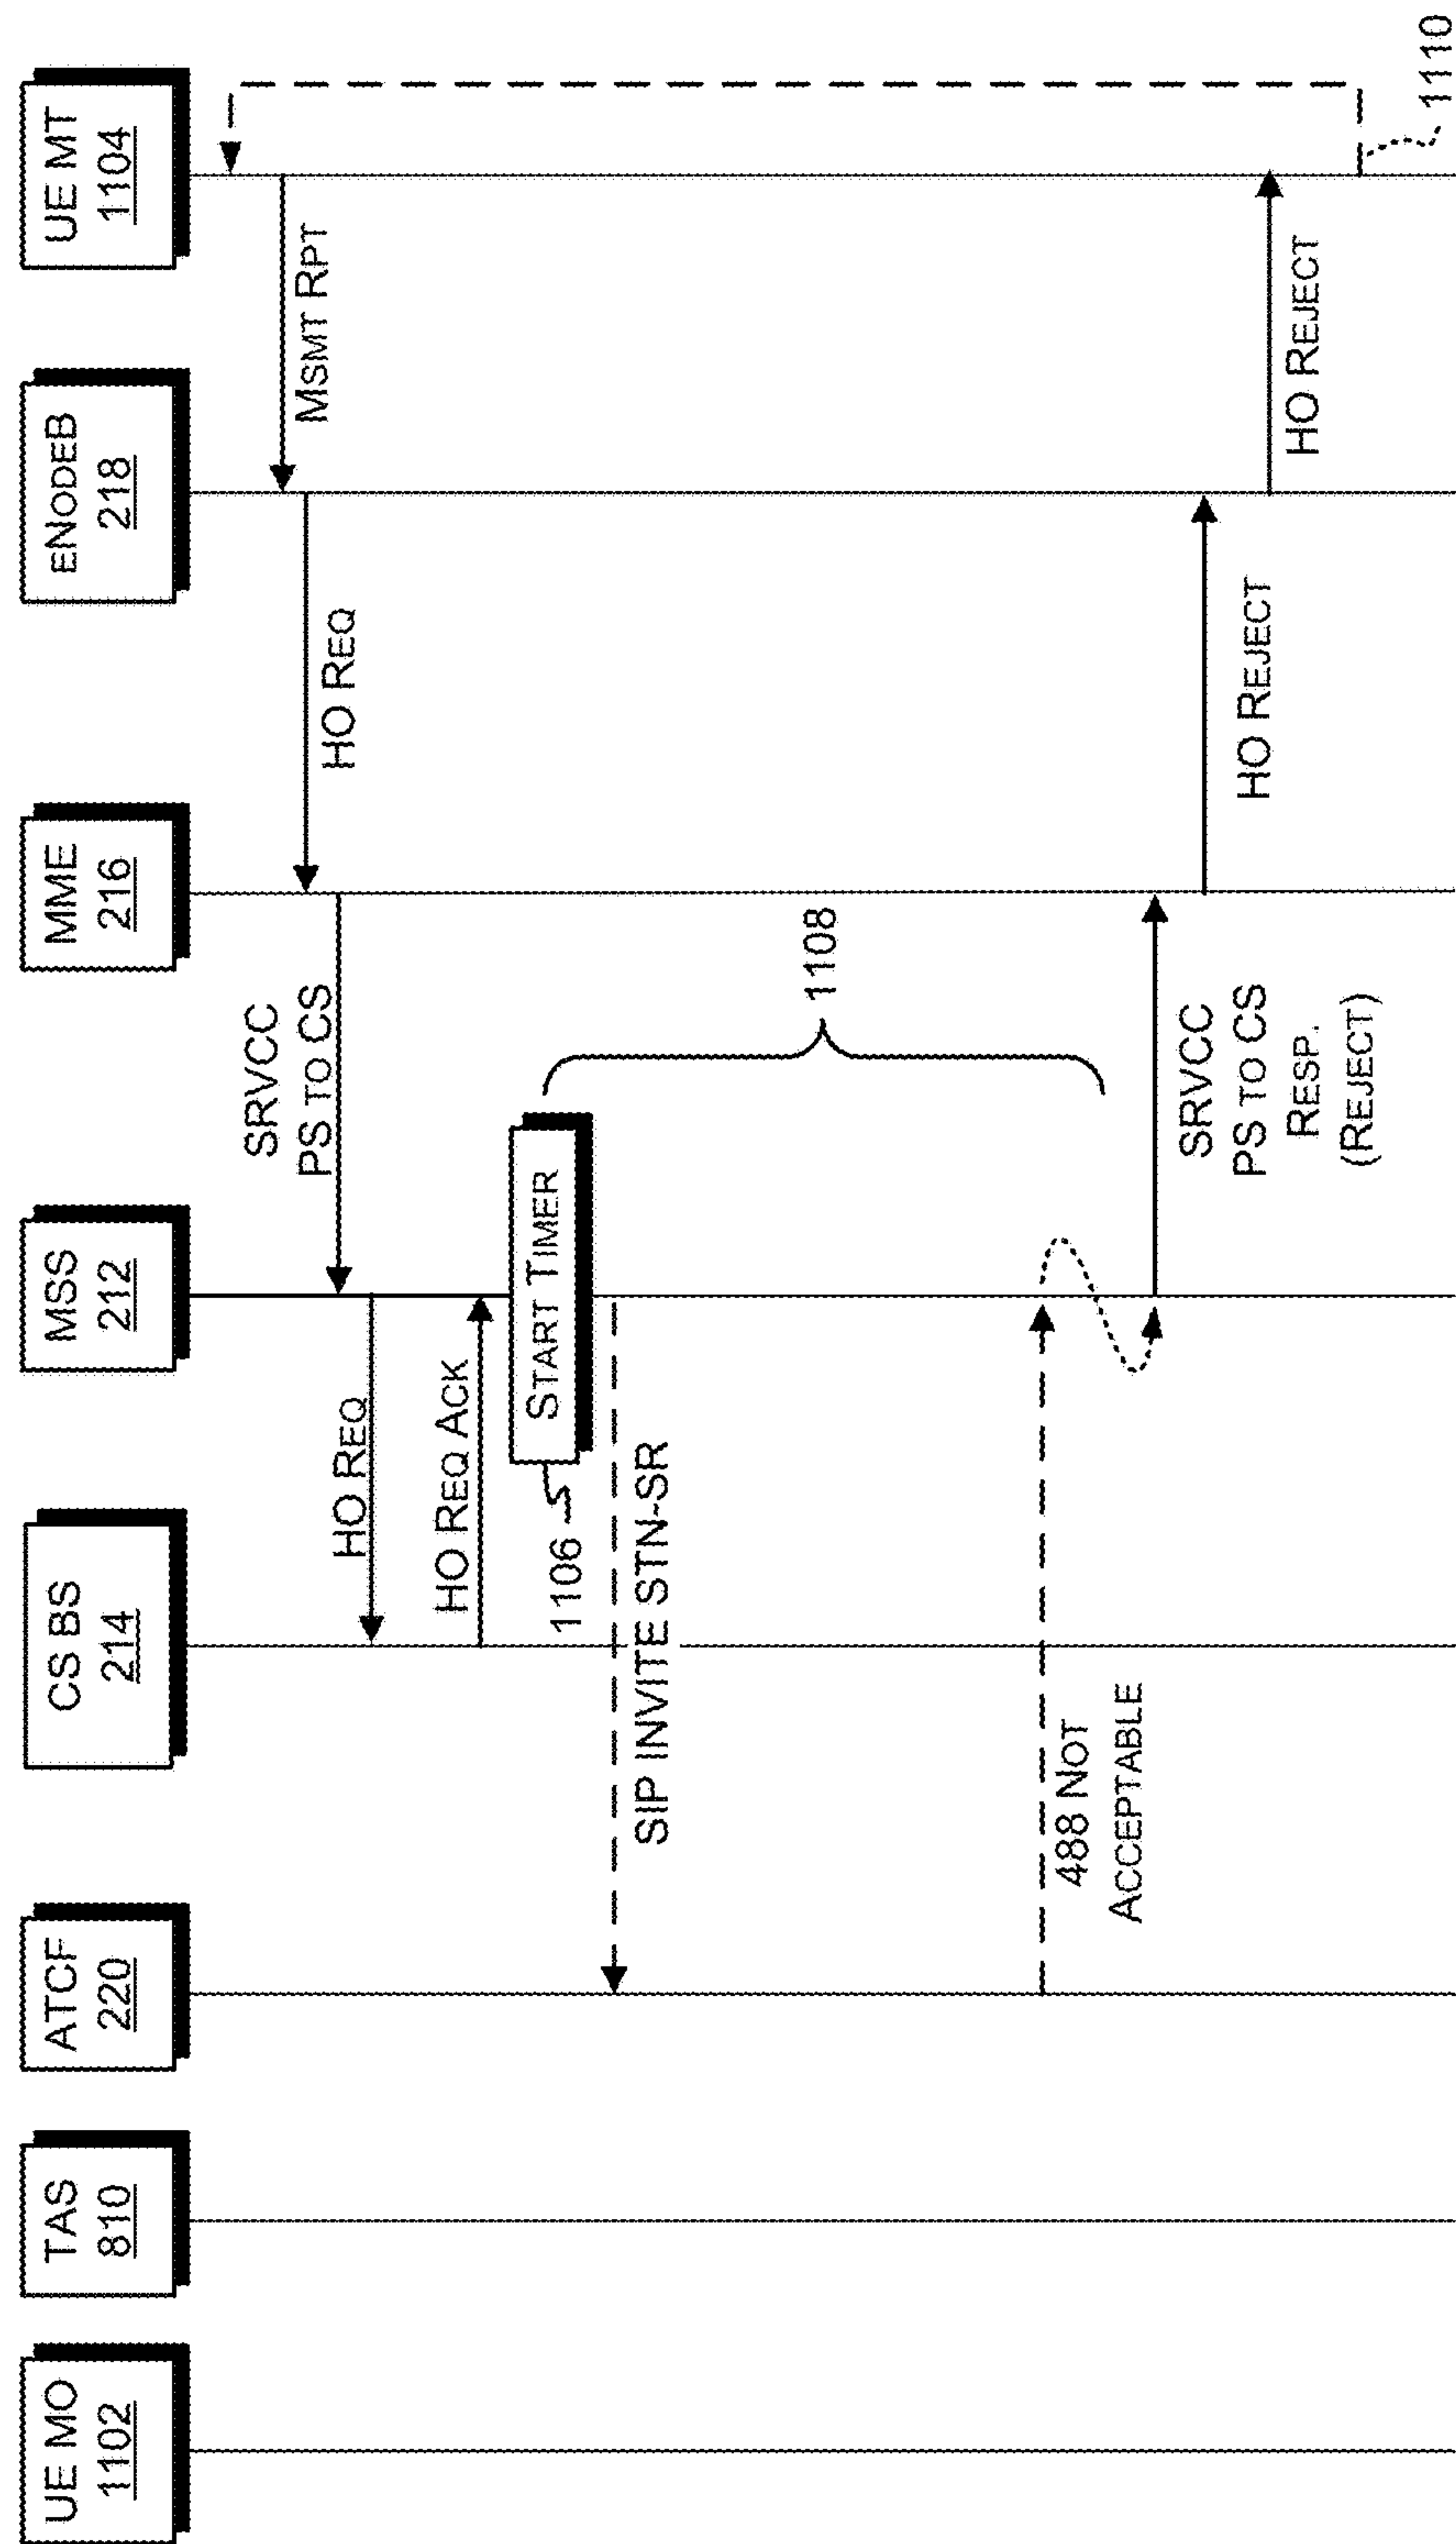 UE MO
1102
TAS
810
ATCF
220
CS BS
214
MSS
212
MME
216
ENODEB
218
UE MT
1104
MSMT RPT
HO REQ
SRVCC
PS TO CS
HO REQ
HO REQ ACK
START TIMER
1106
SIP INVITE STN-SR
1108
488 NOT
ACCEPTABLE
SRVCC
PS TO CS
RESP.
(REJECT)
HO REJECT
HO REJECT
1110